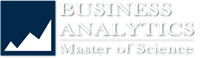 BUSINESS
ANALYTICS
Master of Science